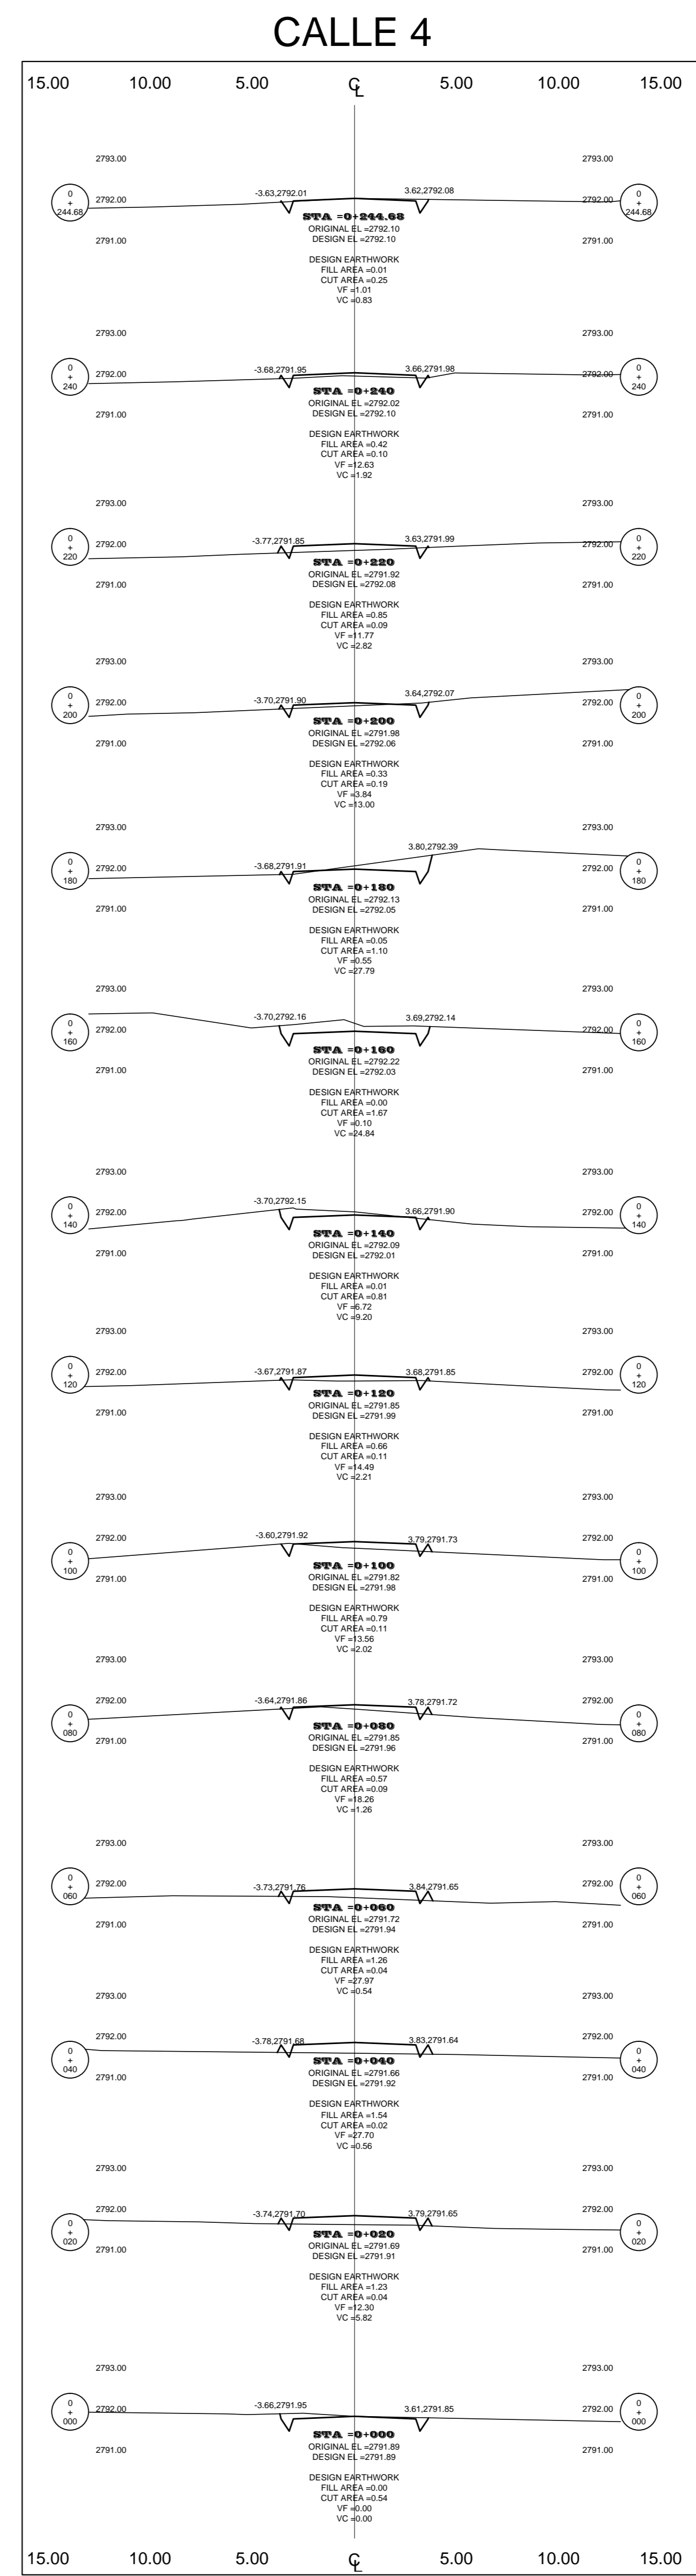 CALLE 4
15.00 10.00 5.00 CL 5.00 10.00 15.00
2793.00 2793.00
-3.63,2792.01 3.62,2792.08
0 + 244.68 2792.00 2792.00 0 + 244.68
STA =0+244.68
ORIGINAL EL =2792.10
DESIGN EL =2792.10
2791.00 2791.00
DESIGN EARTHWORK
FILL AREA =0.01
CUT AREA =0.25
VF =1.01
VC =0.83
2793.00 2793.00
-3.68,2791.95 3.66,2791.98
0 + 240 2792.00 2792.00 0 + 240
STA =0+240
ORIGINAL EL =2792.02
DESIGN EL =2792.10
2791.00 2791.00
DESIGN EARTHWORK
FILL AREA =0.42
CUT AREA =0.10
VF =12.63
VC =1.92
2793.00 2793.00
-3.77,2791.85 3.63,2791.99
0 + 220 2792.00 2792.00 0 + 220
STA =0+220
ORIGINAL EL =2791.92
DESIGN EL =2792.08
2791.00 2791.00
DESIGN EARTHWORK
FILL AREA =0.85
CUT AREA =0.09
VF =11.77
VC =2.82
2793.00 2793.00
-3.70,2791.90 3.64,2792.07
0 + 200 2792.00 2792.00 0 + 200
STA =0+200
ORIGINAL EL =2791.98
DESIGN EL =2792.06
2791.00 2791.00
DESIGN EARTHWORK
FILL AREA =0.33
CUT AREA =0.19
VF =3.84
VC =13.00
2793.00 2793.00
-3.68,2791.91 3.80,2792.39
0 + 180 2792.00 2792.00 0 + 180
STA =0+180
ORIGINAL EL =2792.13
DESIGN EL =2792.05
2791.00 2791.00
DESIGN EARTHWORK
FILL AREA =0.05
CUT AREA =1.10
VF =0.55
VC =27.79
2793.00 2793.00
-3.70,2792.16 3.69,2792.14
0 + 160 2792.00 2792.00 0 + 160
STA =0+160
ORIGINAL EL =2792.22
DESIGN EL =2792.03
2791.00 2791.00
DESIGN EARTHWORK
FILL AREA =0.00
CUT AREA =1.67
VF =0.10
VC =24.84
2793.00 2793.00
-3.70,2792.15 3.66,2791.90
0 + 140 2792.00 2792.00 0 + 140
STA =0+140
ORIGINAL EL =2792.09
DESIGN EL =2792.01
2791.00 2791.00
DESIGN EARTHWORK
FILL AREA =0.01
CUT AREA =0.81
VF =6.72
VC =9.20
2793.00 2793.00
-3.67,2791.87 3.68,2791.85
0 + 120 2792.00 2792.00 0 + 120
STA =0+120
ORIGINAL EL =2791.85
DESIGN EL =2791.99
2791.00 2791.00
DESIGN EARTHWORK
FILL AREA =0.66
CUT AREA =0.11
VF =14.49
VC =2.21
2793.00 2793.00
-3.60,2791.92 3.79,2791.73
0 + 100 2792.00 2792.00 0 + 100
STA =0+100
ORIGINAL EL =2791.82
DESIGN EL =2791.98
2791.00 2791.00
DESIGN EARTHWORK
FILL AREA =0.79
CUT AREA =0.11
VF =13.56
VC =2.02
2793.00 2793.00
-3.64,2791.86 3.78,2791.72
0 + 080 2792.00 2792.00 0 + 080
STA =0+080
ORIGINAL EL =2791.85
DESIGN EL =2791.96
2791.00 2791.00
DESIGN EARTHWORK
FILL AREA =0.57
CUT AREA =0.09
VF =18.26
VC =1.26
2793.00 2793.00
-3.73,2791.76 3.84,2791.65
0 + 060 2792.00 2792.00 0 + 060
STA =0+060
ORIGINAL EL =2791.72
DESIGN EL =2791.94
2791.00 2791.00
DESIGN EARTHWORK
FILL AREA =1.26
CUT AREA =0.04
VF =27.97
VC =0.54
2793.00 2793.00
-3.78,2791.68 3.83,2791.64
0 + 040 2792.00 2792.00 0 + 040
STA =0+040
ORIGINAL EL =2791.66
DESIGN EL =2791.92
2791.00 2791.00
DESIGN EARTHWORK
FILL AREA =1.54
CUT AREA =0.02
VF =27.70
VC =0.56
2793.00 2793.00
-3.74,2791.70 3.79,2791.65
0 + 020 2792.00 2792.00 0 + 020
STA =0+020
ORIGINAL EL =2791.69
DESIGN EL =2791.91
2791.00 2791.00
DESIGN EARTHWORK
FILL AREA =1.23
CUT AREA =0.04
VF =12.30
VC =5.82
2793.00 2793.00
-3.66,2791.95 3.61,2791.85
0 + 000 2792.00 2792.00 0 + 000
STA =0+000
ORIGINAL EL =2791.89
DESIGN EL =2791.89
2791.00 2791.00
DESIGN EARTHWORK
FILL AREA =0.00
CUT AREA =0.54
VF =0.00
VC =0.00
15.00 10.00 5.00 CL 5.00 10.00 15.00